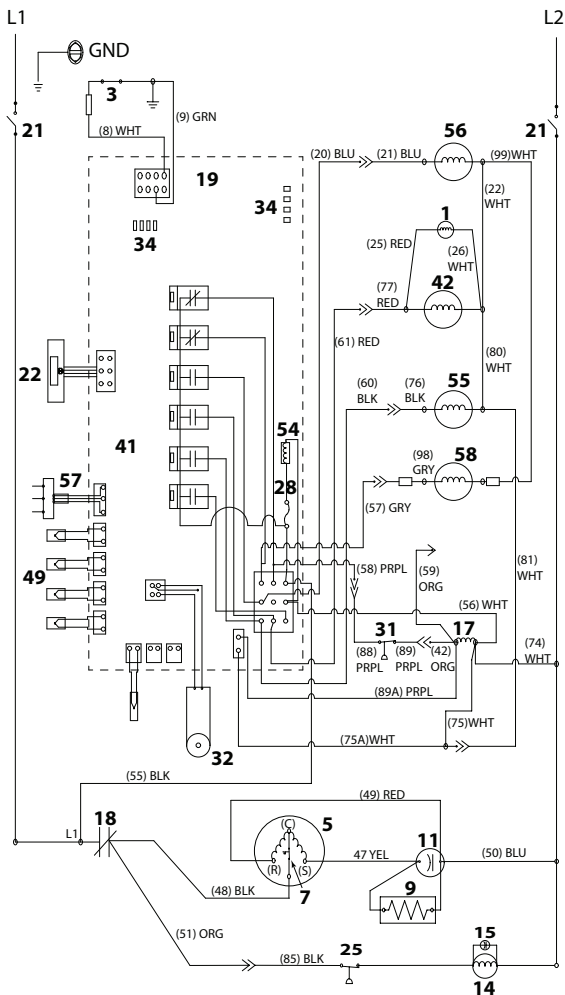 L1
L2
GND
3
21
21
(8) WHT
(9) GRN
19
(20) BLU
(21) BLU
56
(99)WHT
(22)
WHT
34
34
1
(25) RED
(26)
WHT
(77)
RED
42
(61) RED
(80)
WHT
22
(60)
BLK
(76)
BLK
55
41
54
(98)
GRY
58
57
28
(57) GRY
(58) PRPL
(59)
ORG
(81)
WHT
49
(56) WHT
31
17
(88)
PRPL
(89)
PRPL
(42)
ORG
(74)
WHT
(89A) PRPL
(75)WHT
32
(75A)WHT
(55) BLK
(49) RED
L1
18
(C)
5
11
(R)
(S)
47 YEL
(50) BLU
(48) BLK
7
9
(51) ORG
(85) BLK
25
15
14